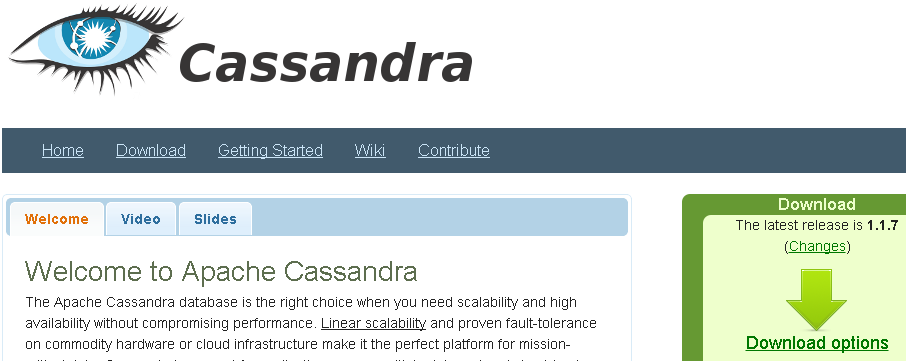 Cassandra
Home Download Getting Started Wiki Contribute
Welcome Video Slides
Welcome to Apache Cassandra
The Apache Cassandra database is the right choice when you need scalability and high
availability without compromising performance. Linear scalability and proven fault-tolerance
on commodity hardware or cloud infrastructure make it the perfect platform for mission-
Download
The latest release is 1.1.7
(Changes)
Download options